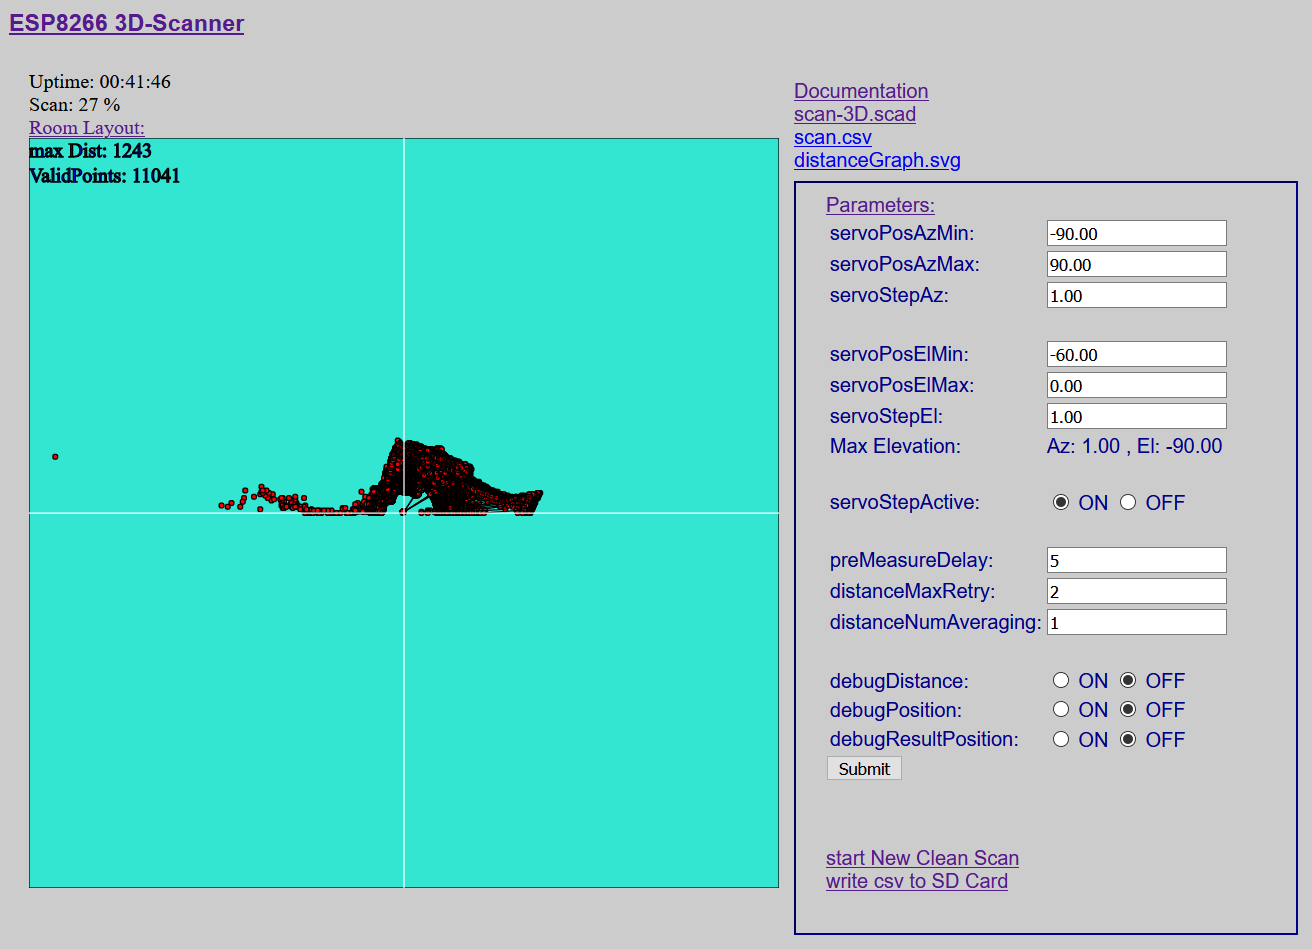 ESP8266 3D-Scanner
Uptime: 00:41:46
Scan: 27 %
Room Layout:
max Dist: 1243
ValidPoints: 11041
Documentation
scan-3D.scad
scan.csv
distanceGraph.svg
Parameters:
servoPosAzMin: -90.00
servoPosAzMax: 90.00
servoStepAz: 1.00
servoPosElMin: -60.00
servoPosElMax: 0.00
servoStepEl: 1.00
Max Elevation: Az: 1.00 , El: -90.00
servoStepActive: ON OFF
preMeasureDelay: 5
distanceMaxRetry: 2
distanceNumAveraging: 1
debugDistance: ON OFF
debugPosition: ON OFF
debugResultPosition: ON OFF
Submit
start New Clean Scan
write csv to SD Card